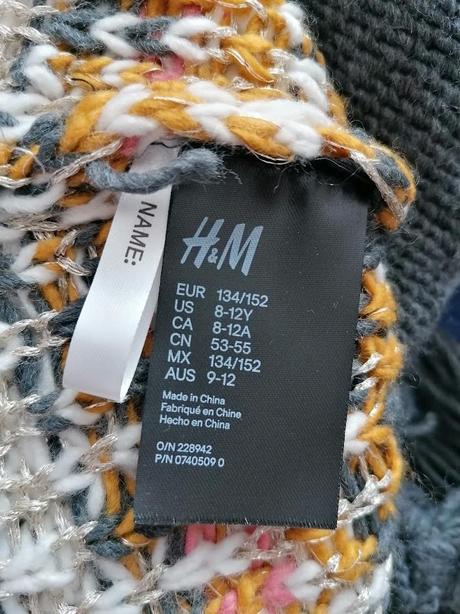 NAME:
H&M
EUR 134/152
US 8-12Y
CA 8-12A
CN 53-55
MX 134/152
AUS 9-12
Made in China
Fabriqué en Chine
Hecho en China
O/N 228942
P/N 0740509 0